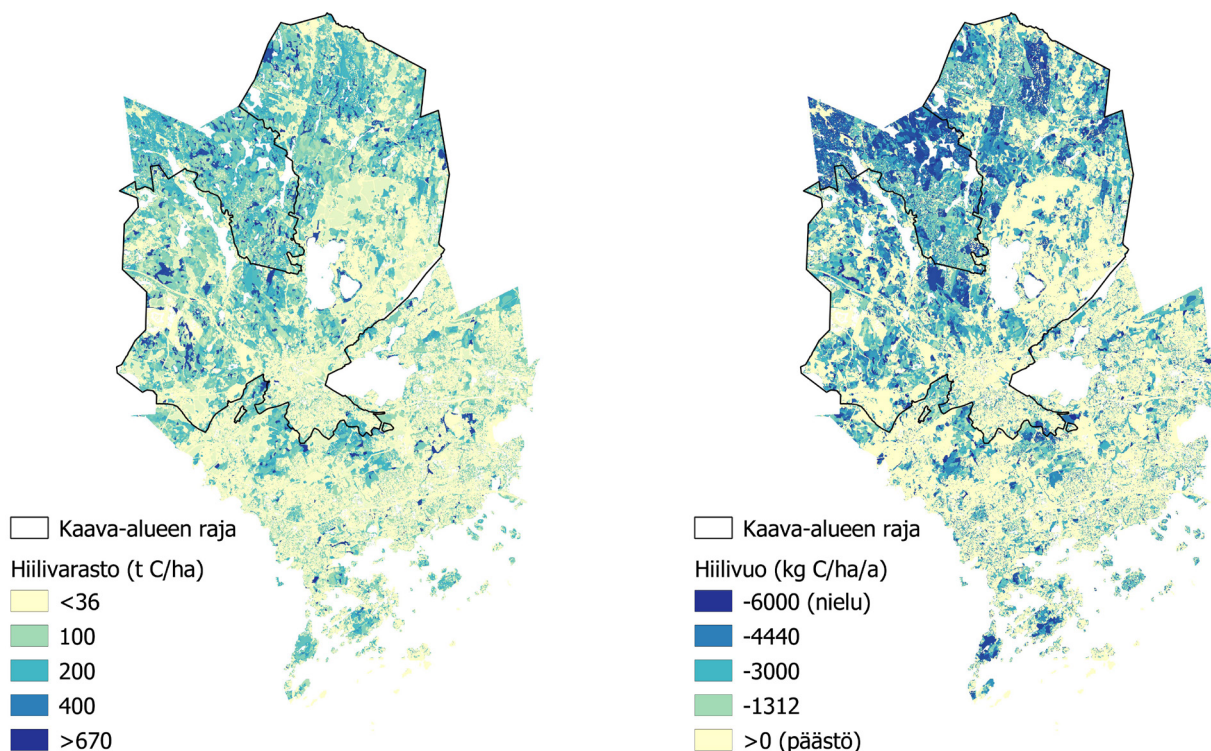 Kaava-alueen raja
Hiilivarasto (t C/ha)
<36
100
200
400
>670
Kaava-alueen raja
Hiilivuo (kg C/ha/a)
-6000 (nielu)
-4440
-3000
-1312
>0 (päästö)